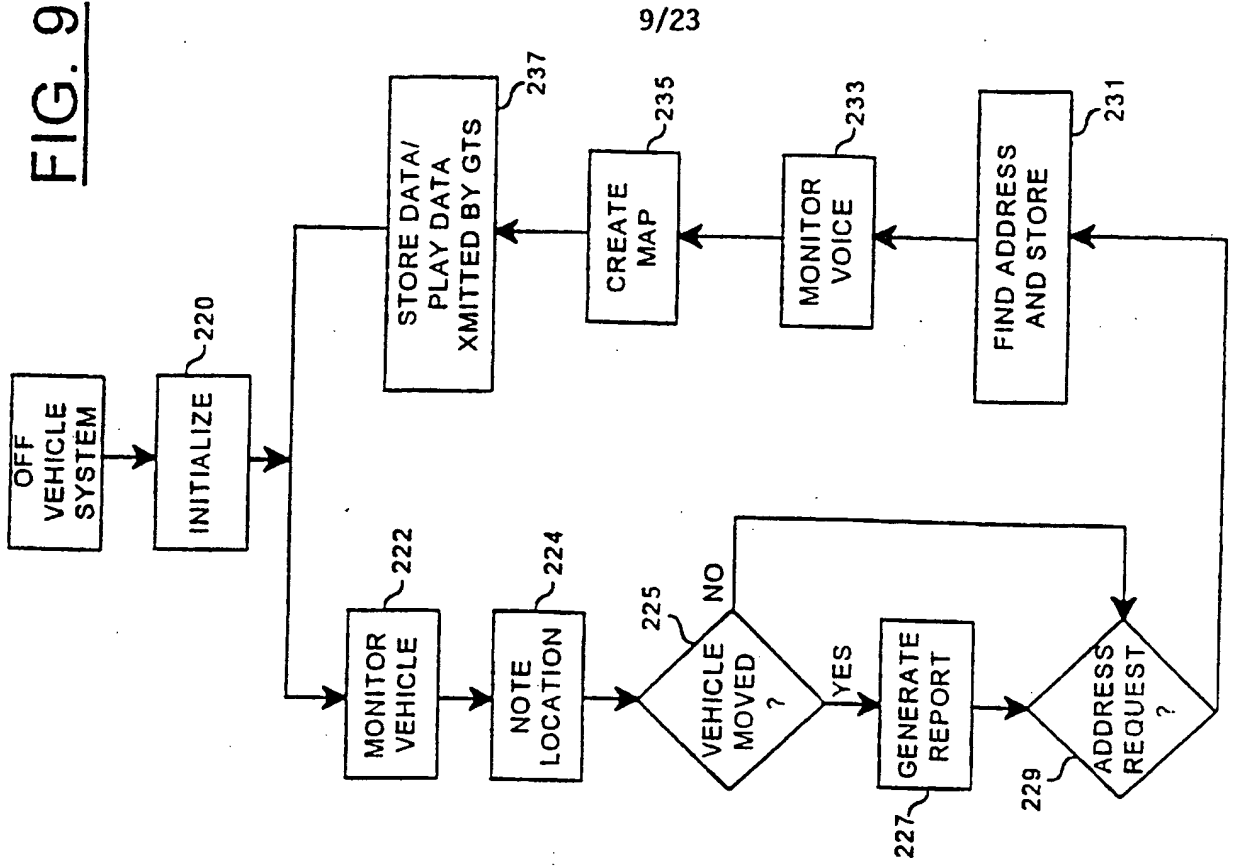 9/23
FIG. 9
OFF
VEHICLE
SYSTEM
INITIALIZE
220
MONITOR
VEHICLE
222
NOTE
LOCATION
224
VEHICLE
MOVED
?
225
NO
YES
GENERATE
REPORT
227
ADDRESS
REQUEST
?
229
FIND ADDRESS
AND STORE
231
MONITOR
VOICE
233
CREATE
MAP
235
STORE DATA/
PLAY DATA
XMITTED BY GTS
237